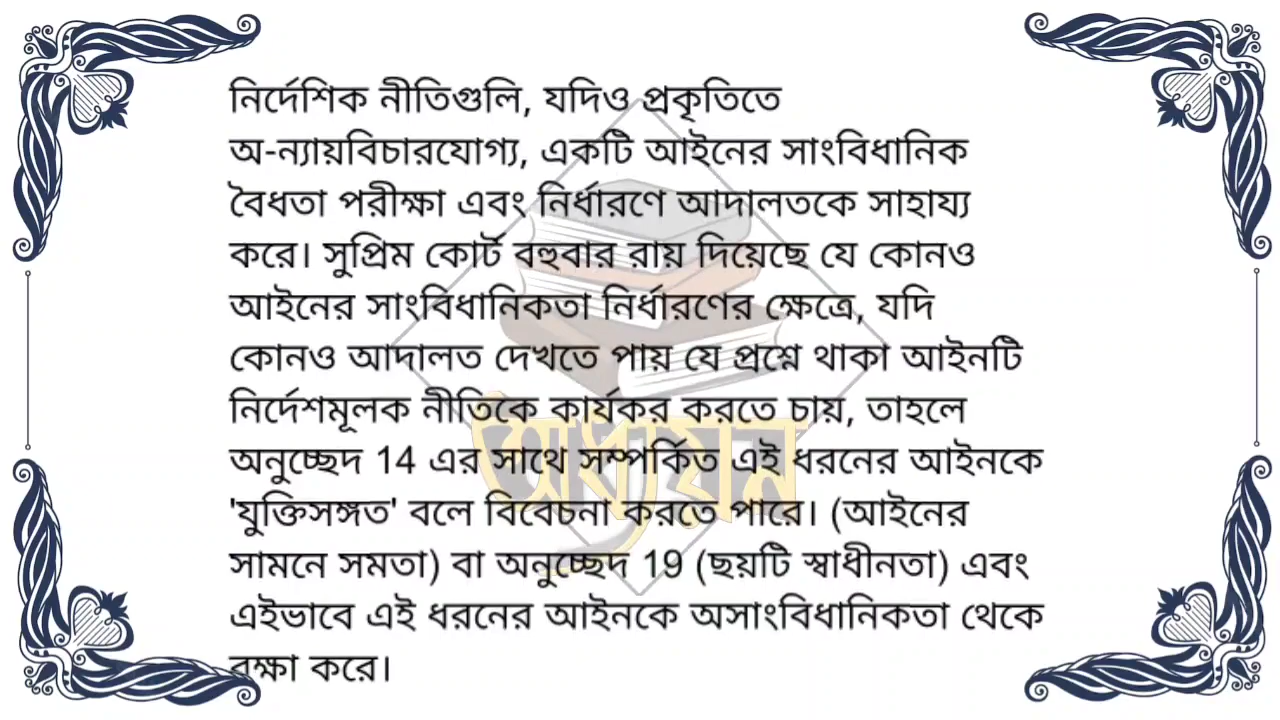 নির্দেশিক নীতিগুলি, যদিও প্রকৃতিতে
অ-ন্যায়বিচারযোগ্য, একটি আইনের সাংবিধানিক
বৈধতা পরীক্ষা এবং নির্ধারণে আদালতকে সাহায্য
করে। সুপ্রিম কোর্ট বহুবার রায় দিয়েছে যে কোনও
আইনের সাংবিধানিকতা নির্ধারণের ক্ষেত্রে, যদি
কোনও আদালত দেখতে পায় যে প্রশ্নে থাকা আইনটি
নির্দেশমূলক নীতিকে কার্যকর করতে চায়, তাহলে
অনুচ্ছেদ 14 এর সাথে সম্পর্কিত এই ধরনের আইনকে
'যুক্তিসঙ্গত' বলে বিবেচনা করতে পারে। (আইনের
সামনে সমতা) বা অনুচ্ছেদ 19 (ছয়টি স্বাধীনতা) এবং
এইভাবে এই ধরনের আইনকে অসাংবিধানিকতা থেকে
রক্ষা করে।
অধ্যয়ন